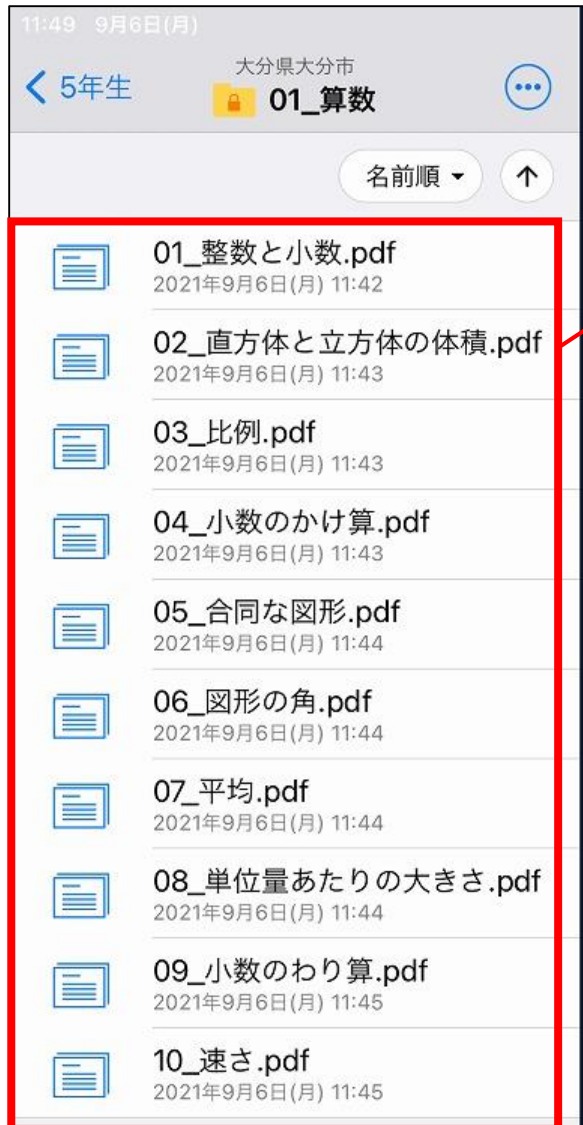 11:49 9月6日(月)
大分県大分市
5年生
01_算数
名前順
01_整数と小数.pdf
2021年9月6日(月) 11:42
02_直方体と立方体の体積.pdf
2021年9月6日(月) 11:43
03_比例.pdf
2021年9月6日(月) 11:43
04_小数のかけ算.pdf
2021年9月6日(月) 11:43
05_合同な図形.pdf
2021年9月6日(月) 11:44
06_図形の角.pdf
2021年9月6日(月) 11:44
07_平均.pdf
2021年9月6日(月) 11:44
08_単位量あたりの大きさ.pdf
2021年9月6日(月) 11:44
09_小数のわり算.pdf
2021年9月6日(月) 11:45
10_速さ.pdf
2021年9月6日(月) 11:45